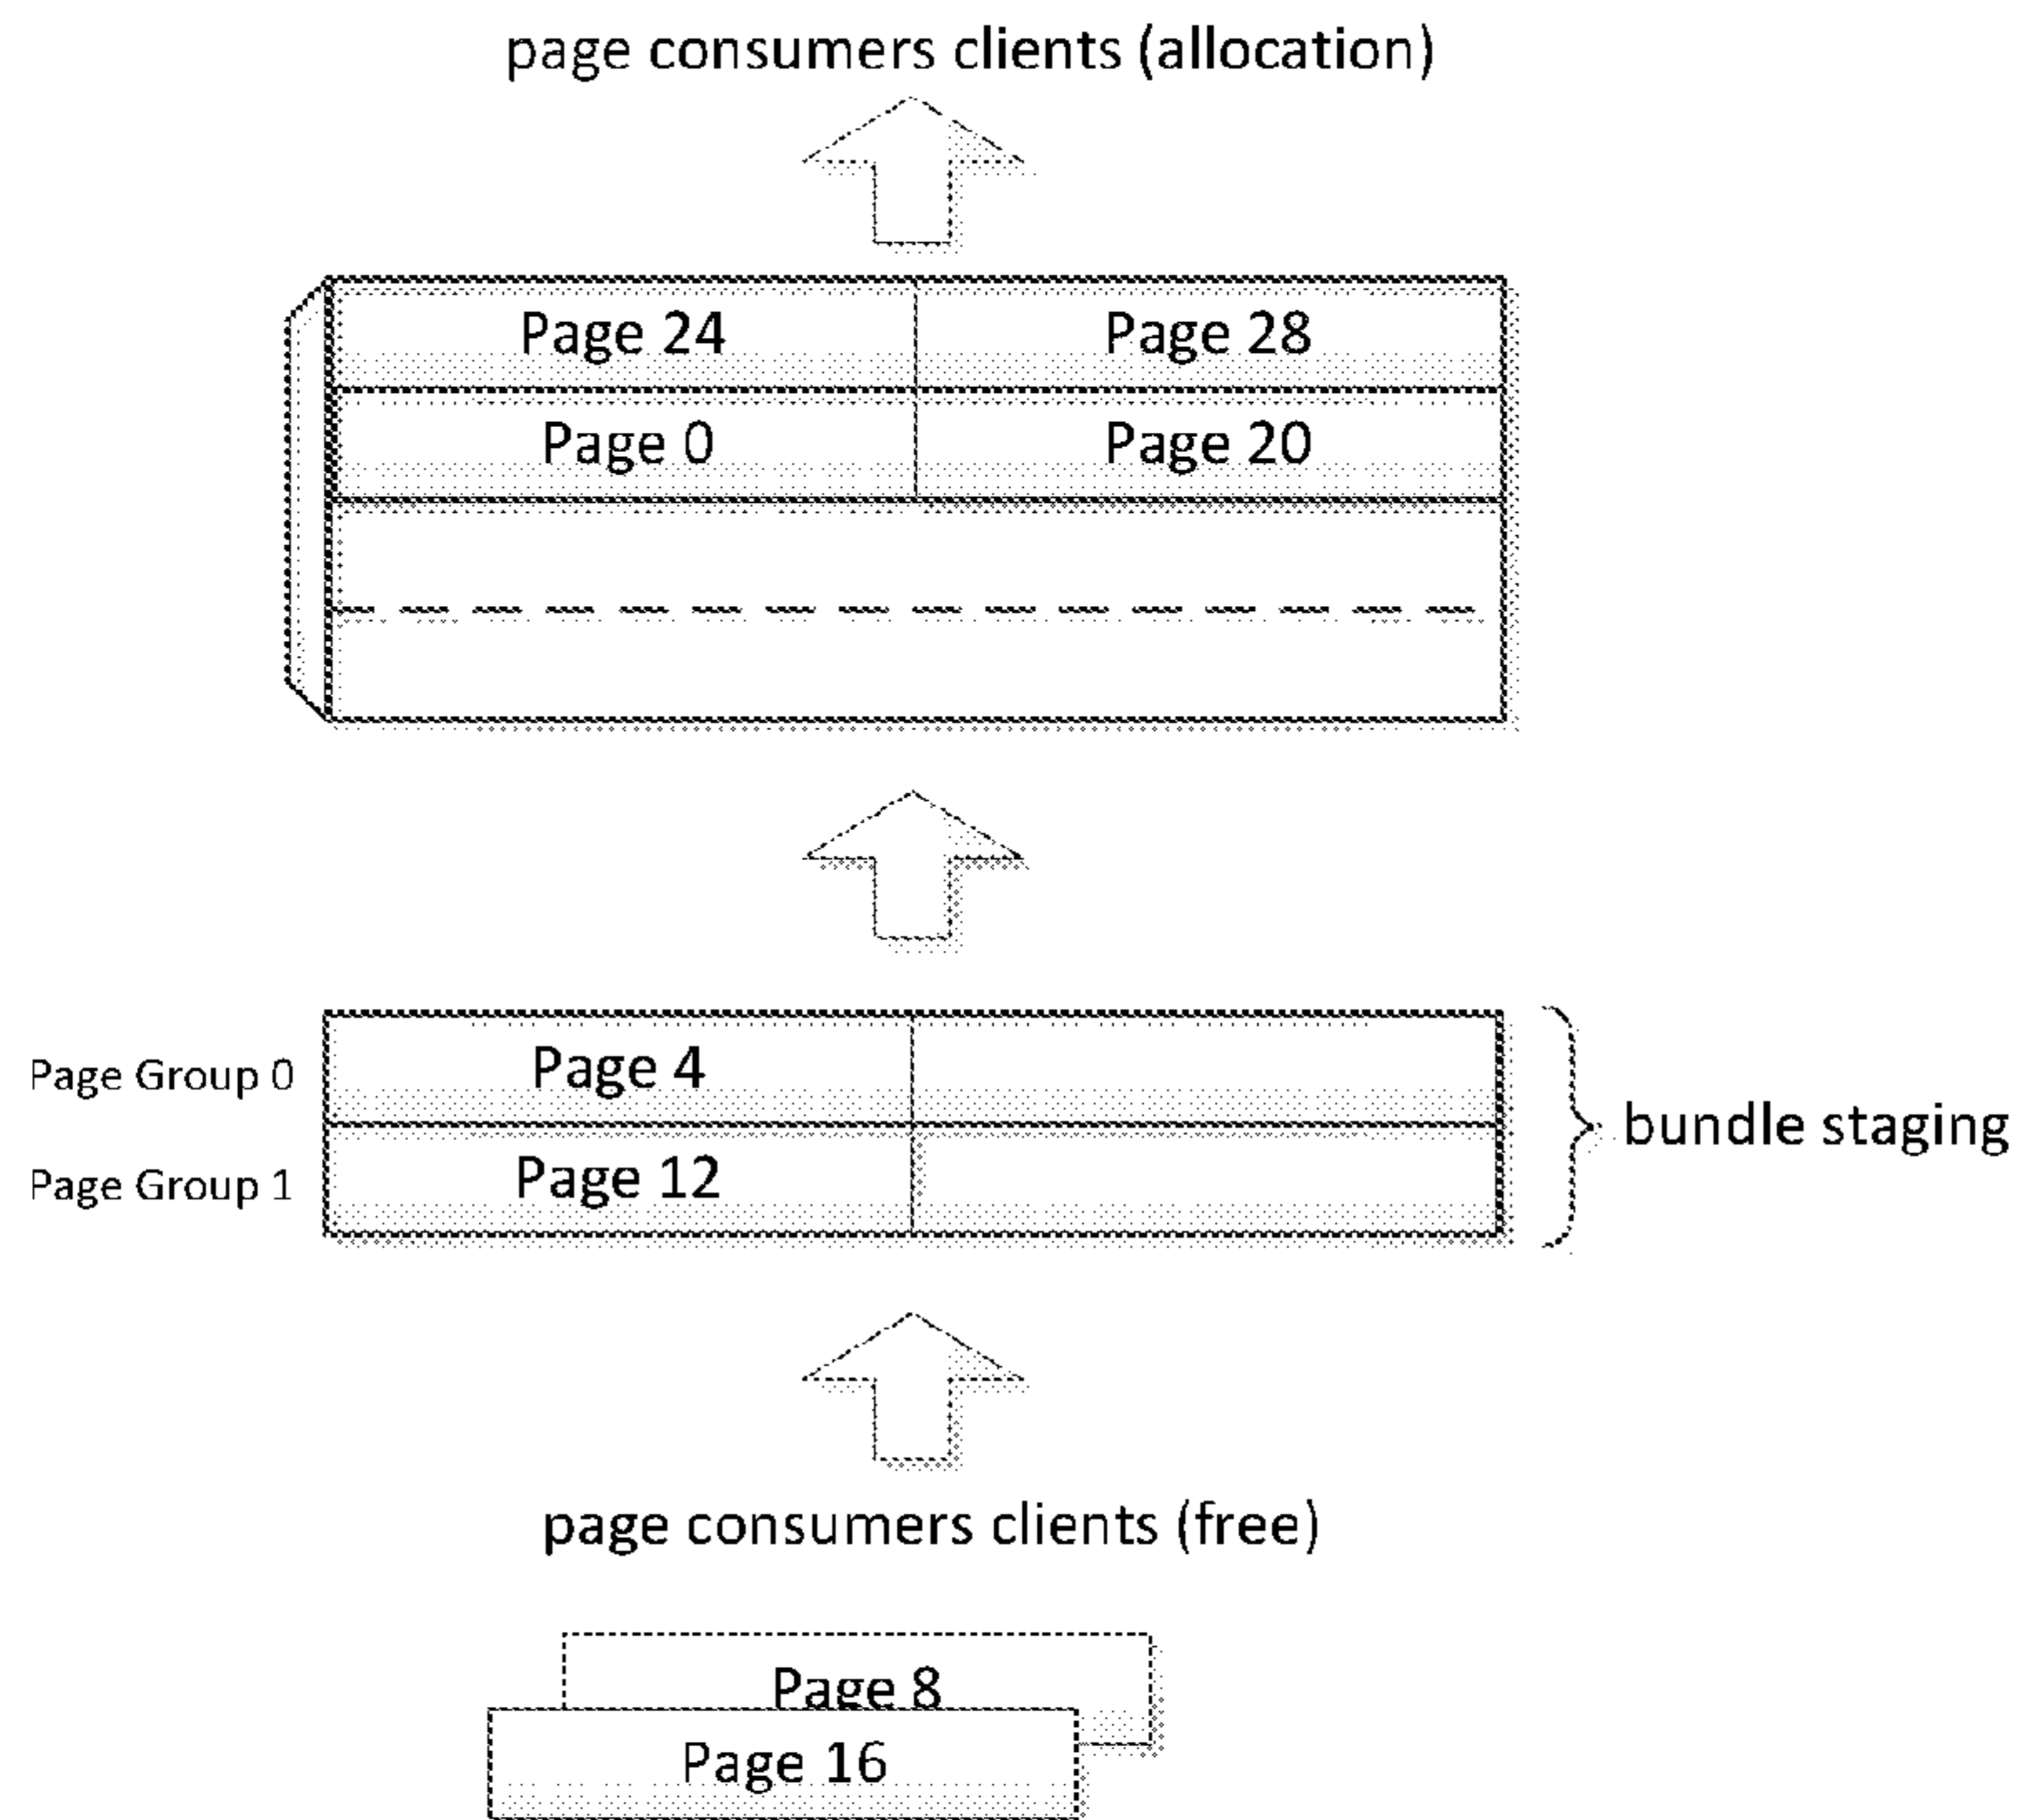 page consumers clients (allocation)
Page 24 Page 28
Page 0 Page 20
Page Group 0 Page 4
bundle staging
Page Group 1 Page 12
page consumers clients (free)
Page 8
Page 16